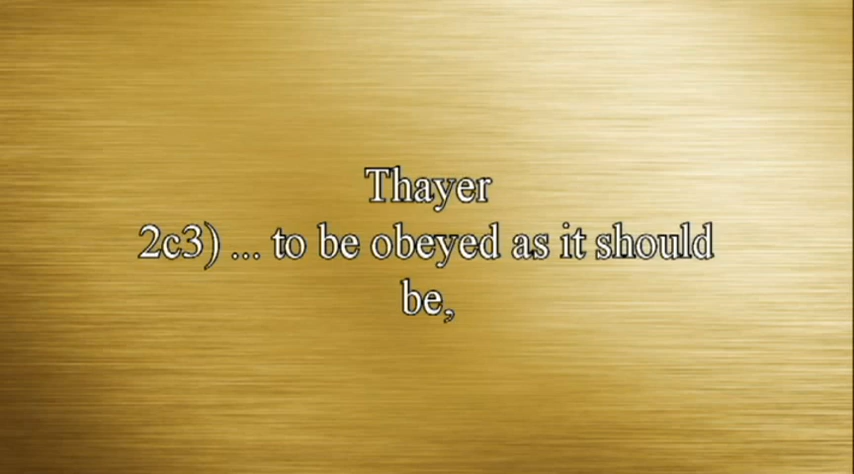 Thayer
2c3) ... to be obeyed as it should
be,